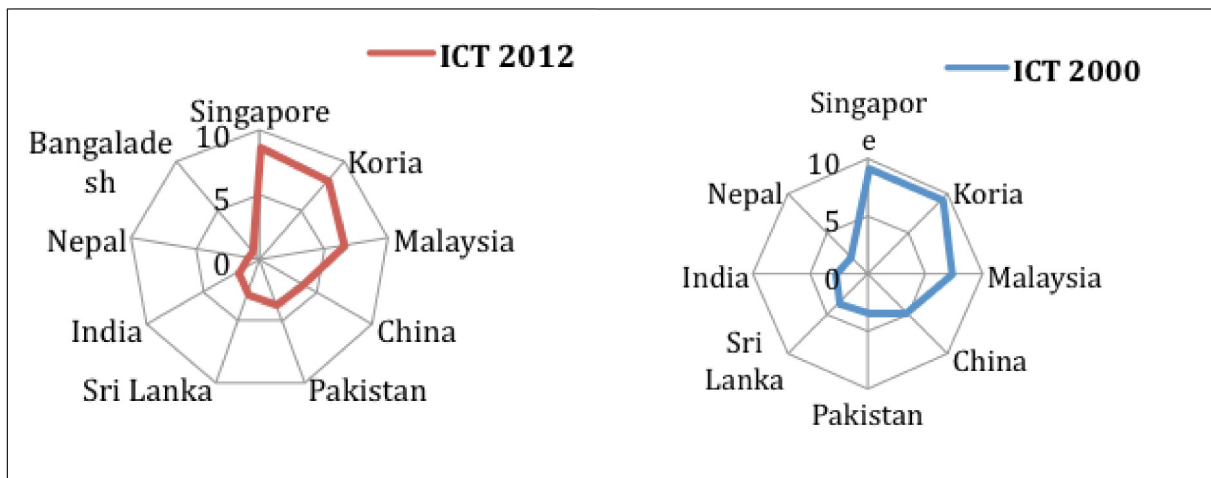 ICT 2012
Singapore
10
Bangalade
sh
5
Koria
Nepal
0
Malaysia
India
China
Sri Lanka
Pakistan
ICT 2000
Singapor
e
10
Nepal
5
Koria
India
0
Malaysia
Sri
Lanka
China
Pakistan